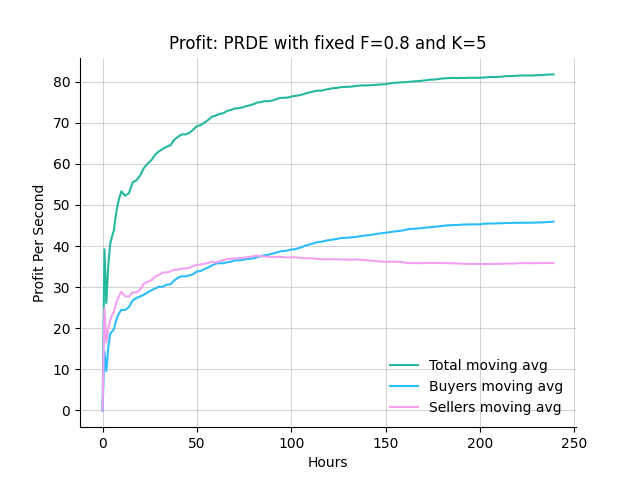 Profit: PRDE with fixed F=0.8 and K=5
Profit Per Second
80
70
60
50
40
30
20
10
0
Total moving avg
Buyers moving avg
Sellers moving avg
0 50 100 150 200 250
Hours